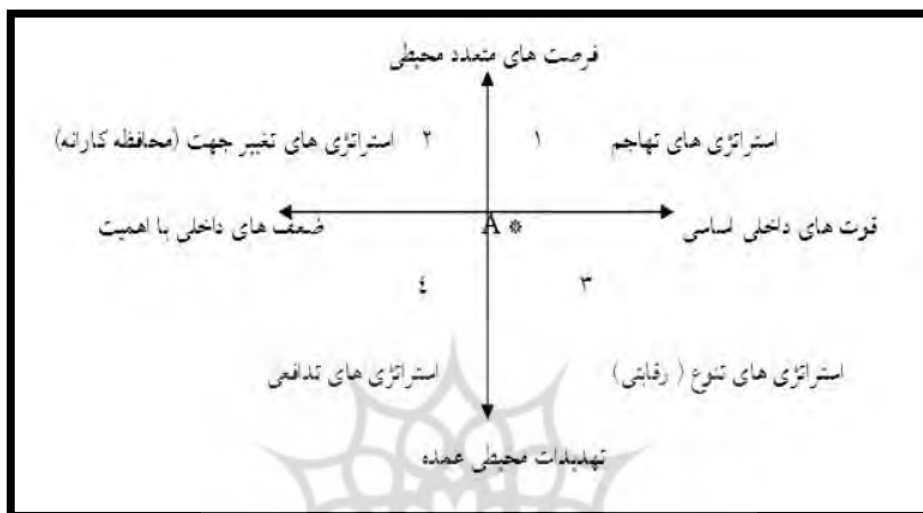 فرصت های متعدد محیطی
استراتژی های تهاجم ۱ ۲ استراتژی های تغییر جهت (محافظه کارانه)
قوت های داخلی اساسی A * ضعف های داخلی با اهمیت
۳ ٤
استراتژی های تنوع ( رقابتی) استراتژی های تدافعی
تهدیدات محیطی عمده